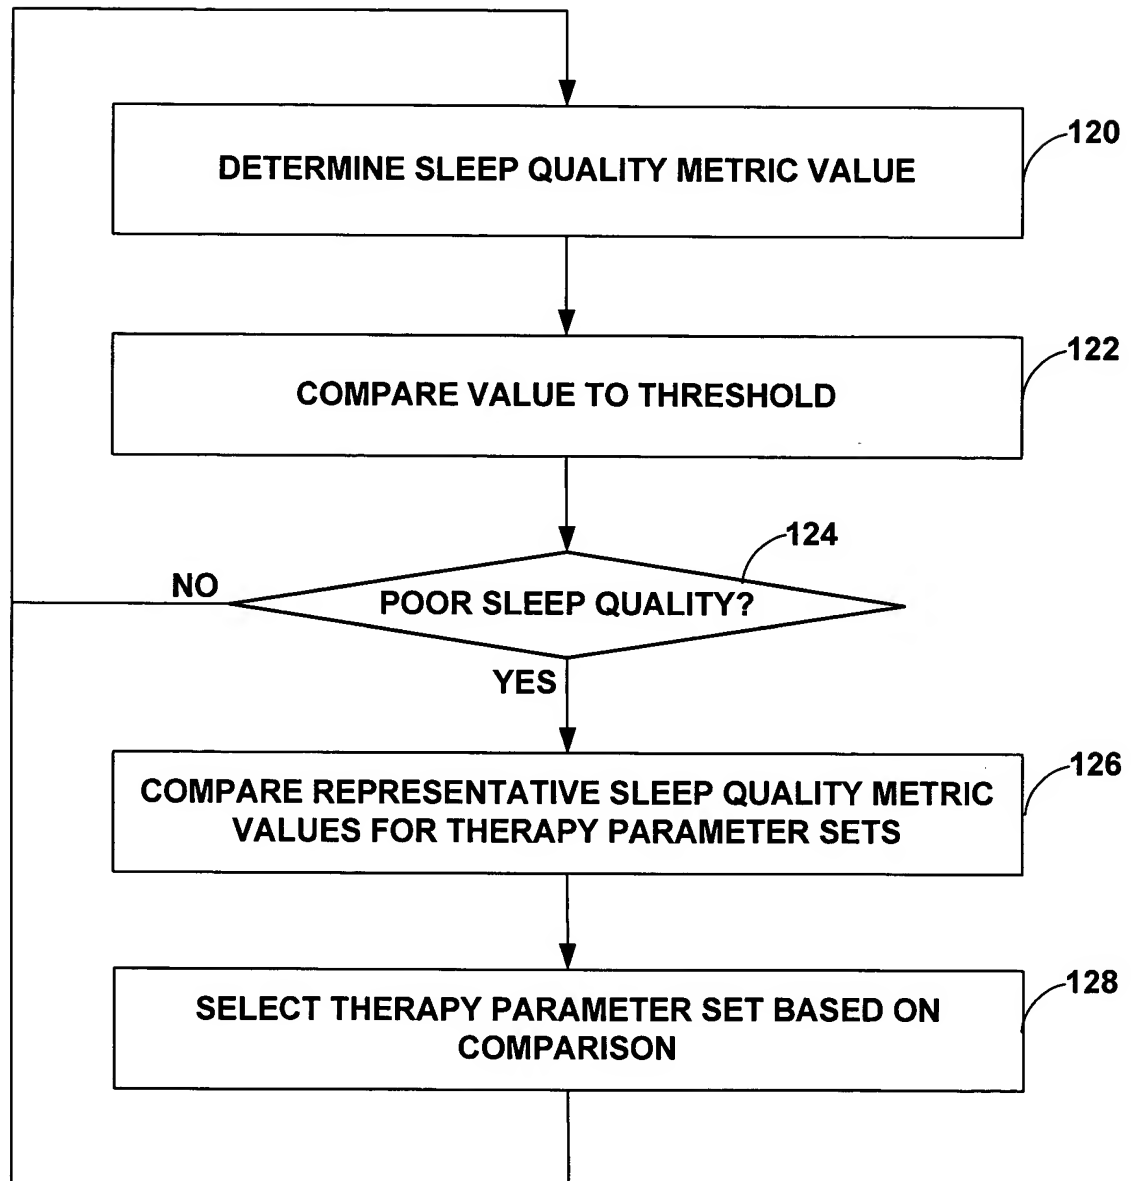 DETERMINE SLEEP QUALITY METRIC VALUE
120
COMPARE VALUE TO THRESHOLD
122
124
NO
POOR SLEEP QUALITY?
YES
COMPARE REPRESENTATIVE SLEEP QUALITY METRIC
VALUES FOR THERAPY PARAMETER SETS
126
SELECT THERAPY PARAMETER SET BASED ON
COMPARISON
128